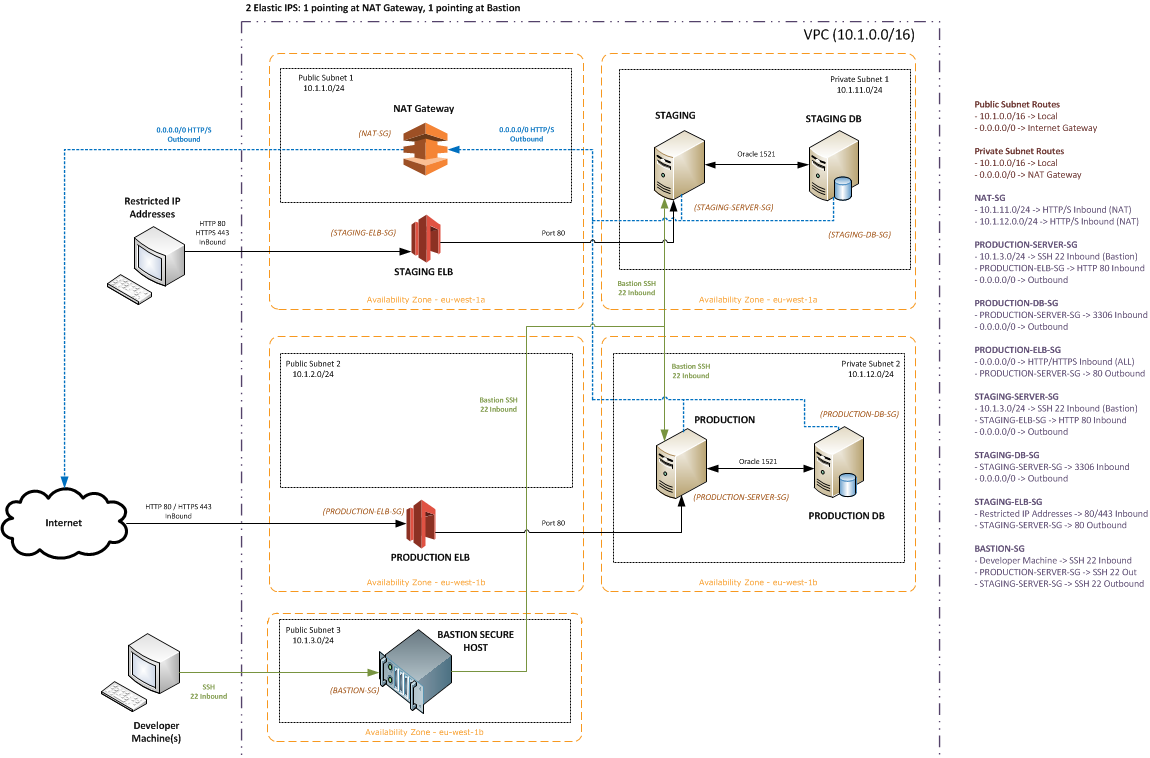 2 Elastic IPS: 1 pointing at NAT Gateway, 1 pointing at Bastion
VPC (10.1.0.0/16)
Public Subnet 1
10.1.1.0/24
NAT Gateway
(NAT-SG)
0.0.0.0/0 HTTP/S
Outbound
0.0.0.0/0 HTTP/S
Outbound
Private Subnet 1
10.1.11.0/24
STAGING
STAGING DB
Oracle 1521
(STAGING-SERVER-SG)
(STAGING-DB-SG)
Restricted IP
Addresses
HTTP 80
HTTPS 443
InBound
(STAGING-ELB-SG)
STAGING ELB
Port 80
Bastion SSH
22 Inbound
Availability Zone - eu-west-1a
Availability Zone - eu-west-1a
Public Subnet 2
10.1.2.0/24
Bastion SSH
22 Inbound
Private Subnet 2
10.1.12.0/24
Bastion SSH
22 Inbound
PRODUCTION
(PRODUCTION-DB-SG)
Oracle 1521
(PRODUCTION-SERVER-SG)
PRODUCTION DB
Internet
HTTP 80 / HTTPS 443
InBound
(PRODUCTION-ELB-SG)
PRODUCTION ELB
Port 80
Availability Zone - eu-west-1b
Availability Zone - eu-west-1b
Public Subnet 3
10.1.3.0/24
BASTION SECURE
HOST
(BASTION-SG)
SSH
22 Inbound
Developer
Machine(s)
Availability Zone - eu-west-1b
Public Subnet Routes
- 10.1.0.0/16 -> Local
- 0.0.0.0/0 -> Internet Gateway
Private Subnet Routes
- 10.1.0.0/16 -> Local
- 0.0.0.0/0 -> NAT Gateway
NAT-SG
- 10.1.11.0/24 -> HTTP/S Inbound (NAT)
- 10.1.12.0/24 -> HTTP/S Inbound (NAT)
PRODUCTION-SERVER-SG
- 10.1.3.0/24 -> SSH 22 Inbound (Bastion)
- PRODUCTION-ELB-SG -> HTTP 80 Inbound
- 0.0.0.0/0 -> Outbound
PRODUCTION-DB-SG
- PRODUCTION-SERVER-SG -> 3306 Inbound
- 0.0.0.0/0 -> Outbound
PRODUCTION-ELB-SG
- 0.0.0.0/0 -> HTTP/HTTPS Inbound (ALL)
- PRODUCTION-SERVER-SG -> 80 Outbound
STAGING-SERVER-SG
- 10.1.3.0/24 -> SSH 22 Inbound (Bastion)
- STAGING-ELB-SG -> HTTP 80 Inbound
- 0.0.0.0/0 -> Outbound
STAGING-DB-SG
- STAGING-SERVER-SG -> 3306 Inbound
- 0.0.0.0/0 -> Outbound
STAGING-ELB-SG
- Restricted IP Addresses -> 80/443 Inbound
- STAGING-SERVER-SG -> 80 Outbound
BASTION-SG
- Developer Machine -> SSH 22 Inbound
- PRODUCTION-SERVER-SG -> SSH 22 Out
- STAGING-SERVER-SG -> SSH 22 Outbound